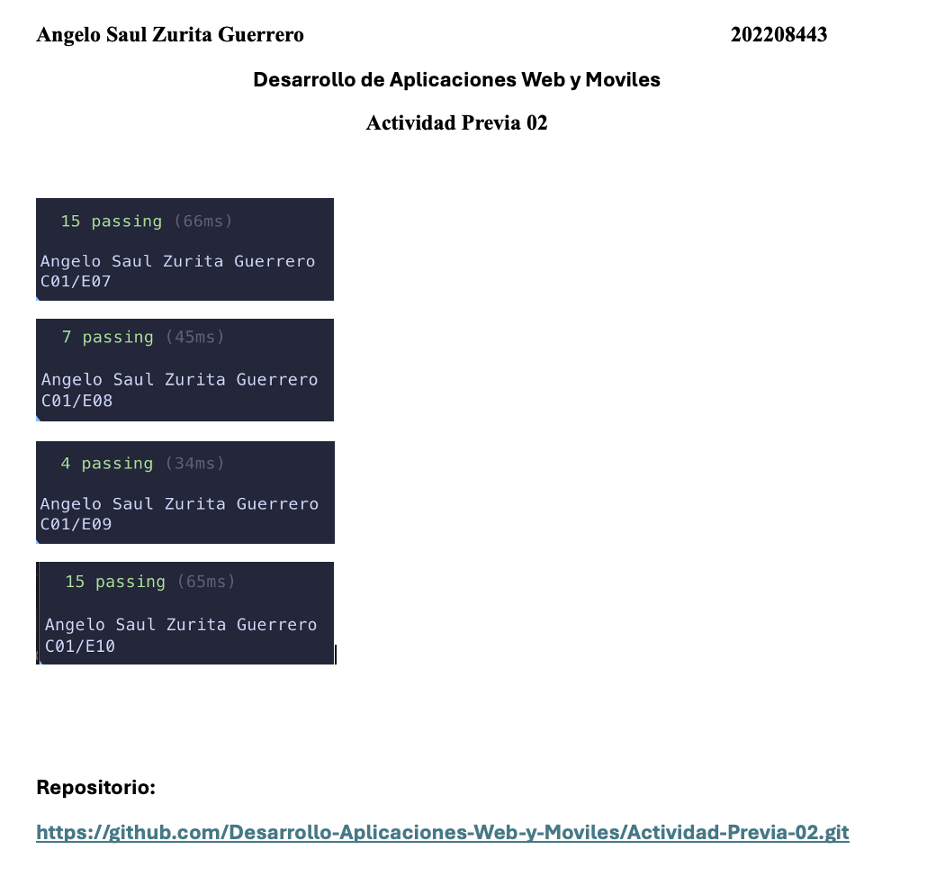 Angelo Saul Zurita Guerrero 202208443
Desarrollo de Aplicaciones Web y Moviles
Actividad Previa 02
15 passing (66ms)
Angelo Saul Zurita Guerrero
C01/E07
7 passing (45ms)
Angelo Saul Zurita Guerrero
C01/E08
4 passing (34ms)
Angelo Saul Zurita Guerrero
C01/E09
15 passing (65ms)
Angelo Saul Zurita Guerrero
C01/E10
Repositorio:
https://github.com/Desarrollo-Aplicaciones-Web-y-Moviles/Actividad-Previa-02.git